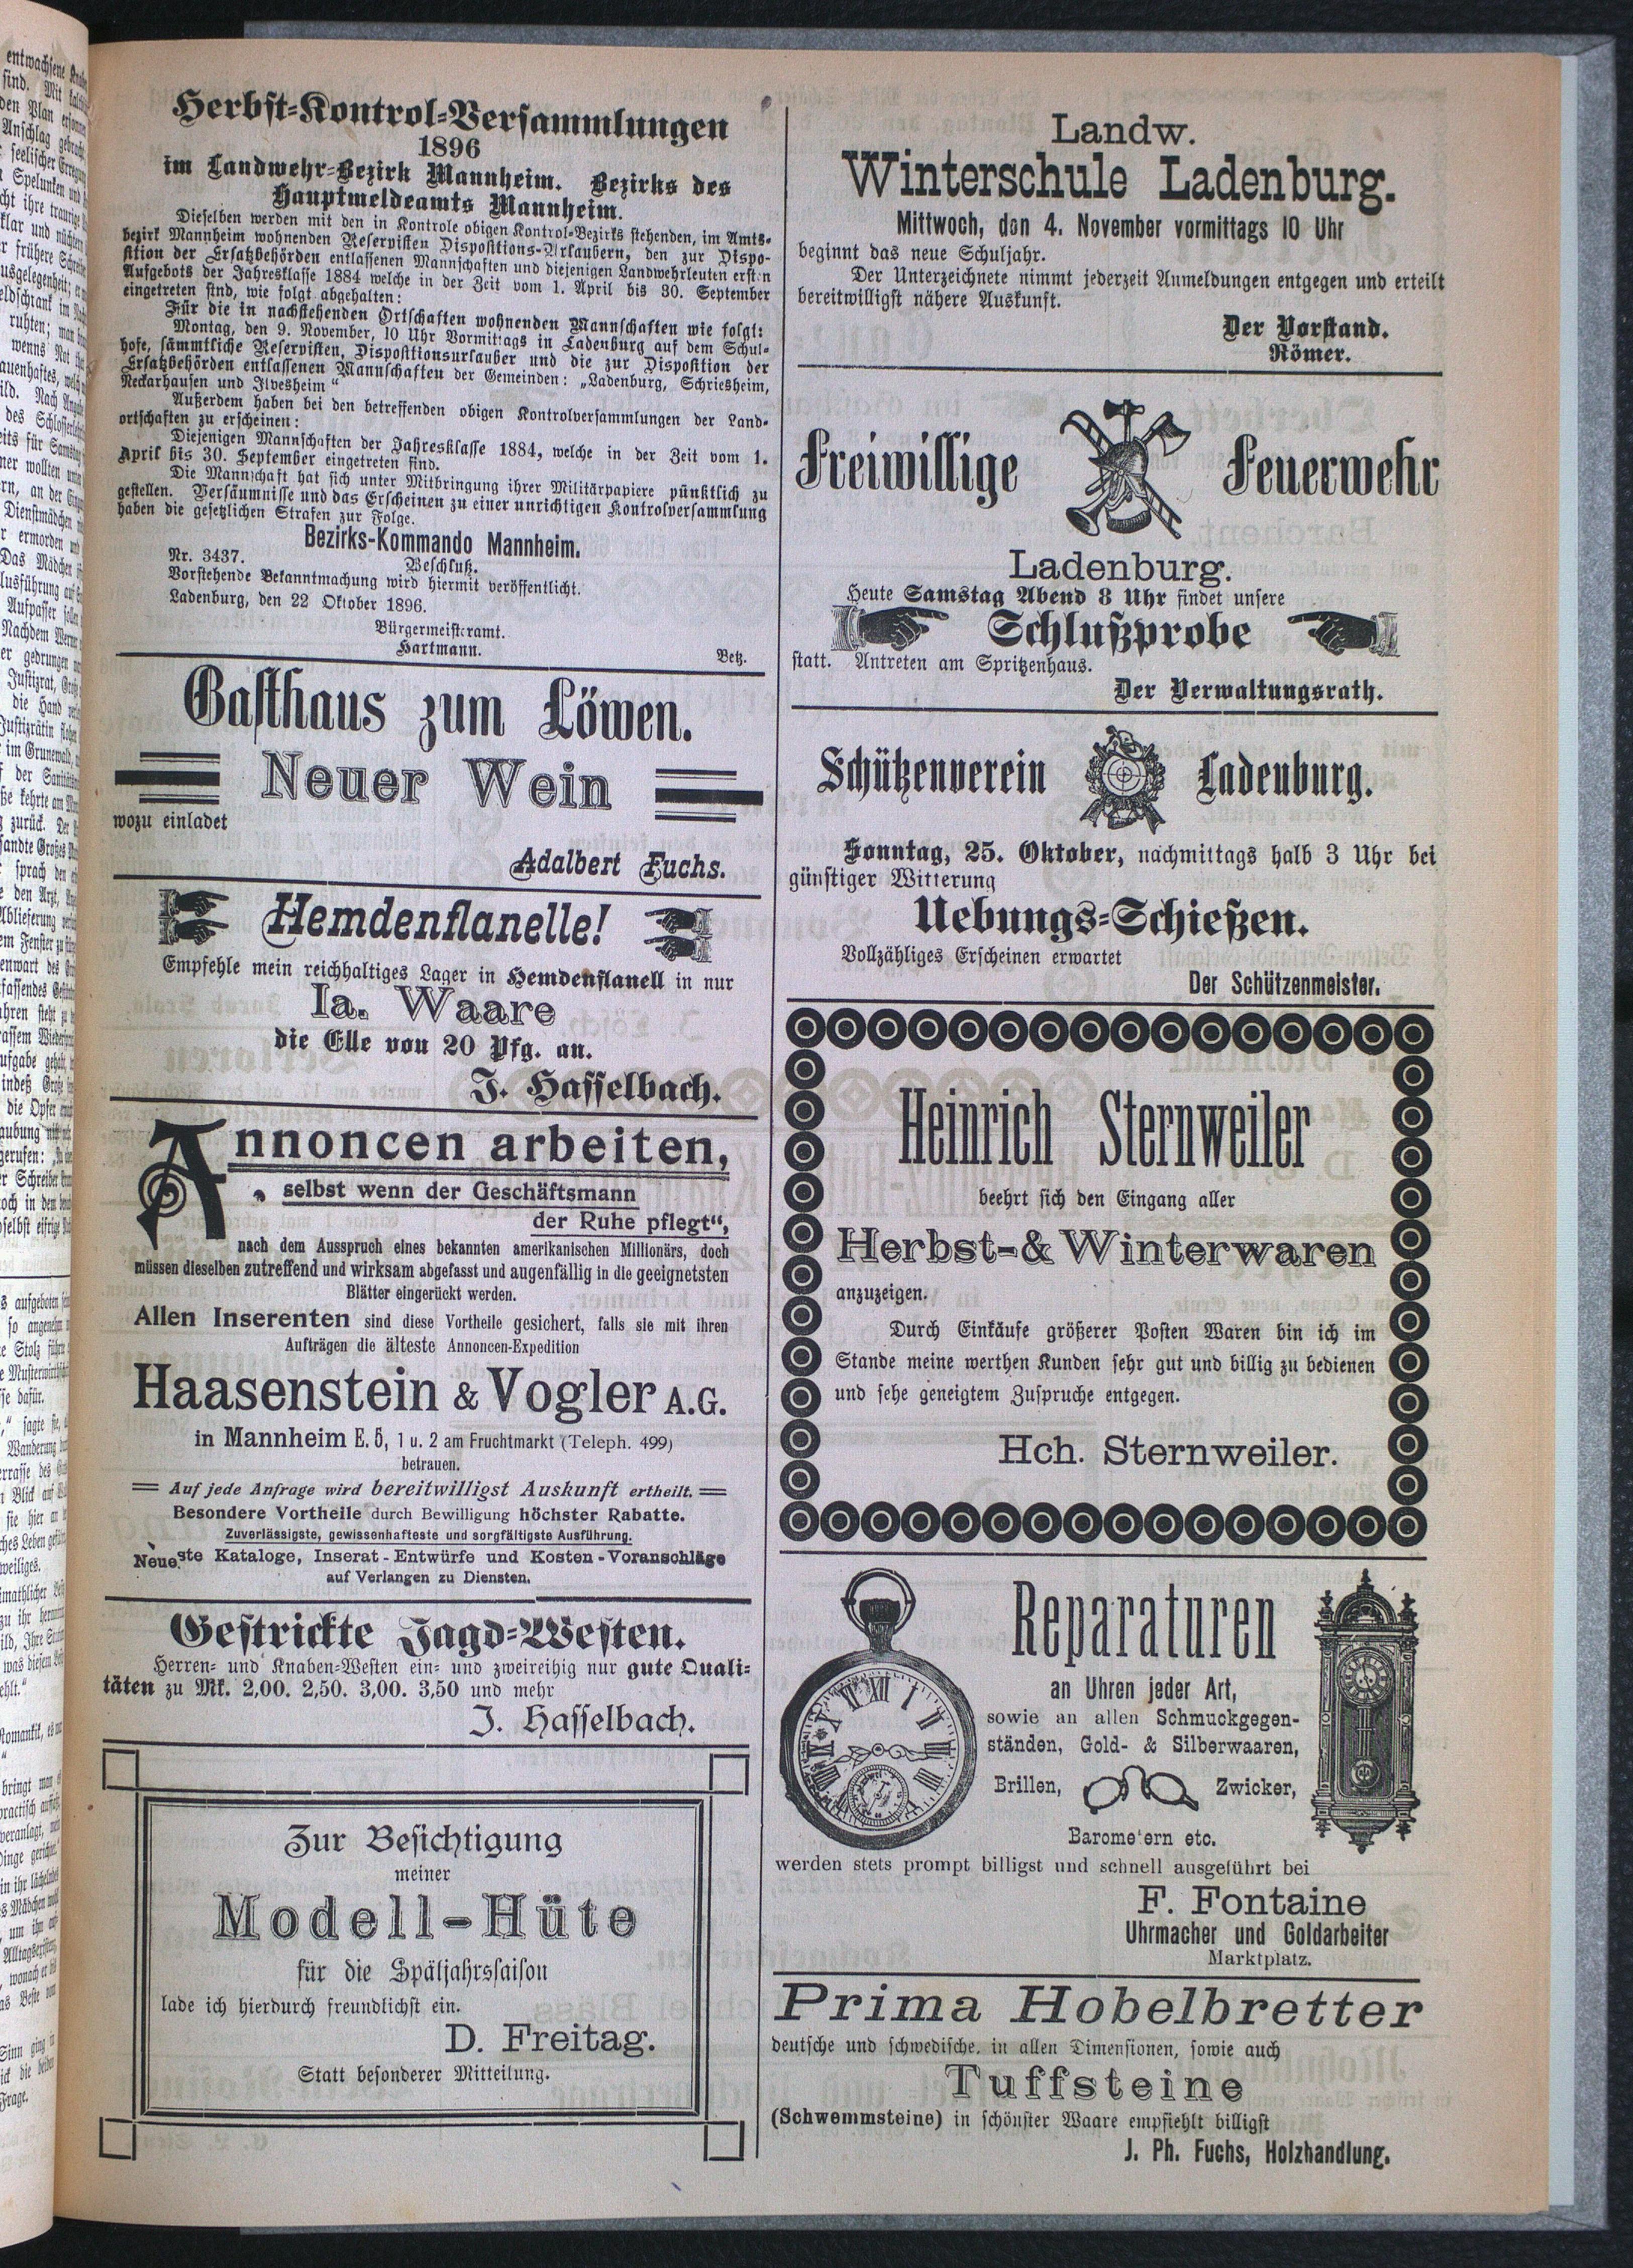 Herbst-Kontrol-Versammlungen
1896
im Landwehr-Bezirk Mannheim. Bezirks des
Hauptmeldeamts Mannheim.
Dieselben werden mit den in Kontrole obigen Kontrol-Bezirks stehenden, im Amts-
bezirk Mannheim wohnenden Reservisten Dispositions-Urlaubern, den zur Dispo-
sition der Ersatzbehörden entlassenen Mannschaften und diejenigen Landwehrleuten ersten
Aufgebots der Jahresklasse 1884 welche in der Zeit vom 1. April bis 30. September
eingetreten sind, wie folgt abgehalten:
Für die in nachstehenden Ortschaften wohnenden Mannschaften wie folgt:
Montag, den 9. November, 10 Uhr Vormittags in Ladenburg auf dem Schul-
hofe, sämmtliche Reservisten, Dispositionsurlauber und die zur Disposition der
Ersatzbehörden entlassenen Mannschaften der Gemeinden: „Ladenburg, Schriesheim,
Neckarhausen und Ilvesheim“
Außerdem haben bei den betreffenden obigen Kontrolversammlungen der Land-
ortschaften zu erscheinen:
Diejenigen Mannschaften der Jahresklasse 1884, welche in der Zeit vom 1.
April bis 30. September eingetreten sind.
Die Mannschaft hat sich unter Mitbringung ihrer Militärpapiere pünktlich zu
gestellen. Versäumnisse und das Erscheinen zu einer unrichtigen Kontrolversammlung
haben die gesetzlichen Strafen zur Folge.
Bezirks-Kommando Mannheim.
Nr. 3437.
Beschluß.
Vorstehende Bekanntmachung wird hiermit veröffentlicht.
Ladenburg, den 22 Oktober 1896.
Bürgermeisteramt.
Hartmann.
Betz.
Gasthaus zum Löwen.
Neuer Wein
wozu einladet
Adalbert Fuchs.
Hemdenflanelle!
Empfehle mein reichhaltiges Lager in Hemdenflanell in nur
Ia. Waare
die Elle von 20 Pfg. an.
J. Hasselbach.
Annoncen arbeiten,
„ selbst wenn der Geschäftsmann
der Ruhe pflegt“,
nach dem Ausspruch eines bekannten amerikanischen Millionärs, doch
müssen dieselben zutreffend und wirksam abgefasst und augenfällig in die geeignetsten
Blätter eingerückt werden.
Allen Inserenten sind diese Vortheile gesichert, falls sie mit ihren
Aufträgen die älteste Annoncen-Expedition
Haasenstein & Vogler A.G.
in Mannheim E. 5, 1 u. 2 am Fruchtmarkt (Teleph. 499)
betrauen.
Auf jede Anfrage wird bereitwilligst Auskunft ertheilt.
Besondere Vortheile durch Bewilligung höchster Rabatte.
Zuverlässigste, gewissenhafteste und sorgfältigste Ausführung.
Neue.ste Kataloge, Inserat-Entwürfe und Kosten-Voranschläge
auf Verlangen zu Diensten.
Gestrickte Jagd-Westen.
Herren- und Knaben-Westen ein- und zweireihig nur gute Quali-
täten zu Mk. 2,00. 2,50. 3,00. 3,50 und mehr
J. Hasselbach.
Zur Besichtigung
meiner
Modell-Hüte
für die Späljahrssaison
lade ich hierdurch freundlichst ein.
D. Freitag.
Statt besonderer Mitteilung.
Landw.
Winterschule Ladenburg.
Mittwoch, dan 4. November vormittags 10 Uhr
beginnt das neue Schuljahr.
Der Unterzeichnete nimmt jederzeit Anmeldungen entgegen und erteilt
bereitwilligst nähere Auskunft.
Der Vorstand.
Römer.
Freiwillige Feuerwehr
Ladenburg.
Heute Samstag Abend 8 Uhr findet unsere
Schlußprobe
statt. Antreten am Spritzenhaus.
Der Verwaltungsrath.
Schützenverein Ladenburg.
Sonntag, 25. Oktober, nachmittags halb 3 Uhr bei
günstiger Witterung
Uebungs-Schießen.
Vollzähliges Erscheinen erwartet
Der Schützenmeister.
Heinrich Sternweiler
beehrt sich den Eingang aller
Herbst-& Winterwaren
anzuzeigen.
Durch Einkäufe größerer Posten Waren bin ich im
Stande meine werthen Kunden sehr gut und billig zu bedienen
und sehe geneigtem Zuspruche entgegen.
Hch. Sternweiler.
Reparaturen
an Uhren jeder Art,
sowie an allen Schmuckgegen-
ständen, Gold- & Silberwaaren,
Brillen, Zwicker,
Barome'ern etc.
werden stets prompt billigst und schnell ausgeführt bei
F. Fontaine
Uhrmacher und Goldarbeiter
Marktplatz.
Prima Hobelbretter
deutsche und schwedische. in allen Dimensionen, sowie auch
Tuffsteine
(Schwemmsteine) in schönster Waare empfiehlt billigst
J. Ph. Fuchs, Holzhandlung.